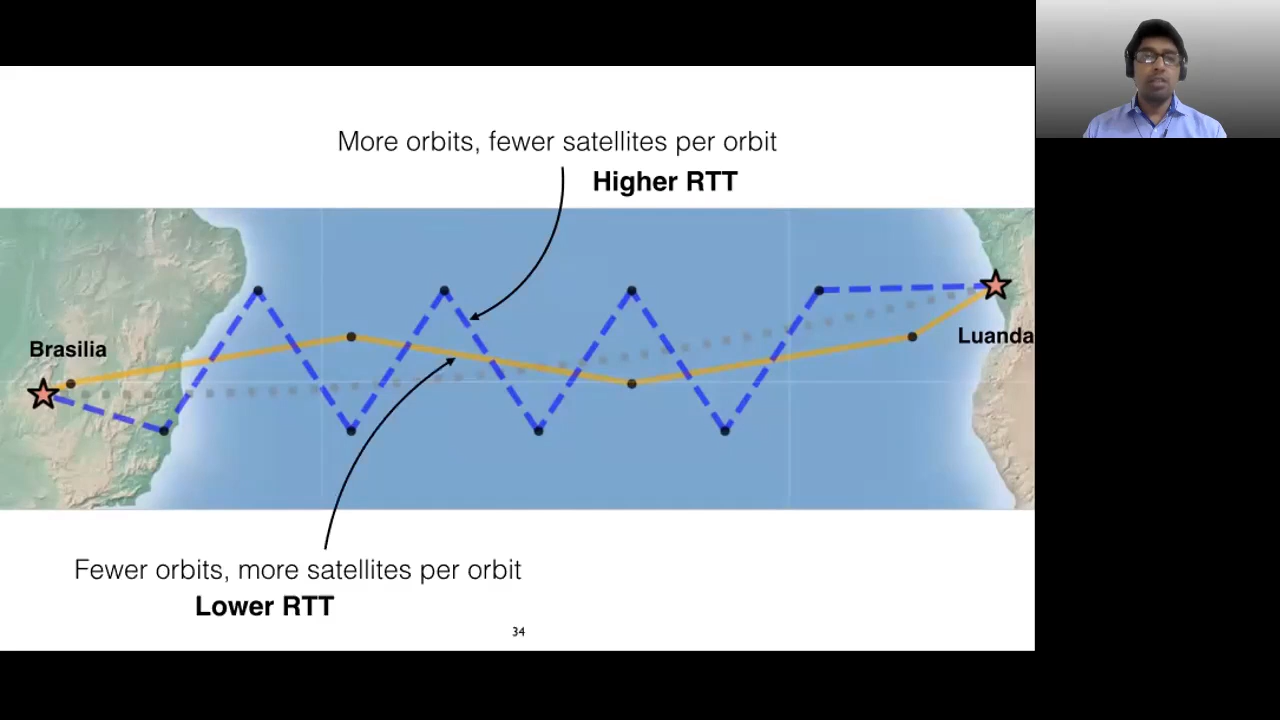 More orbits, fewer satellites per orbit
Higher RTT
Brasilia
Luanda
Fewer orbits, more satellites per orbit
Lower RTT
34